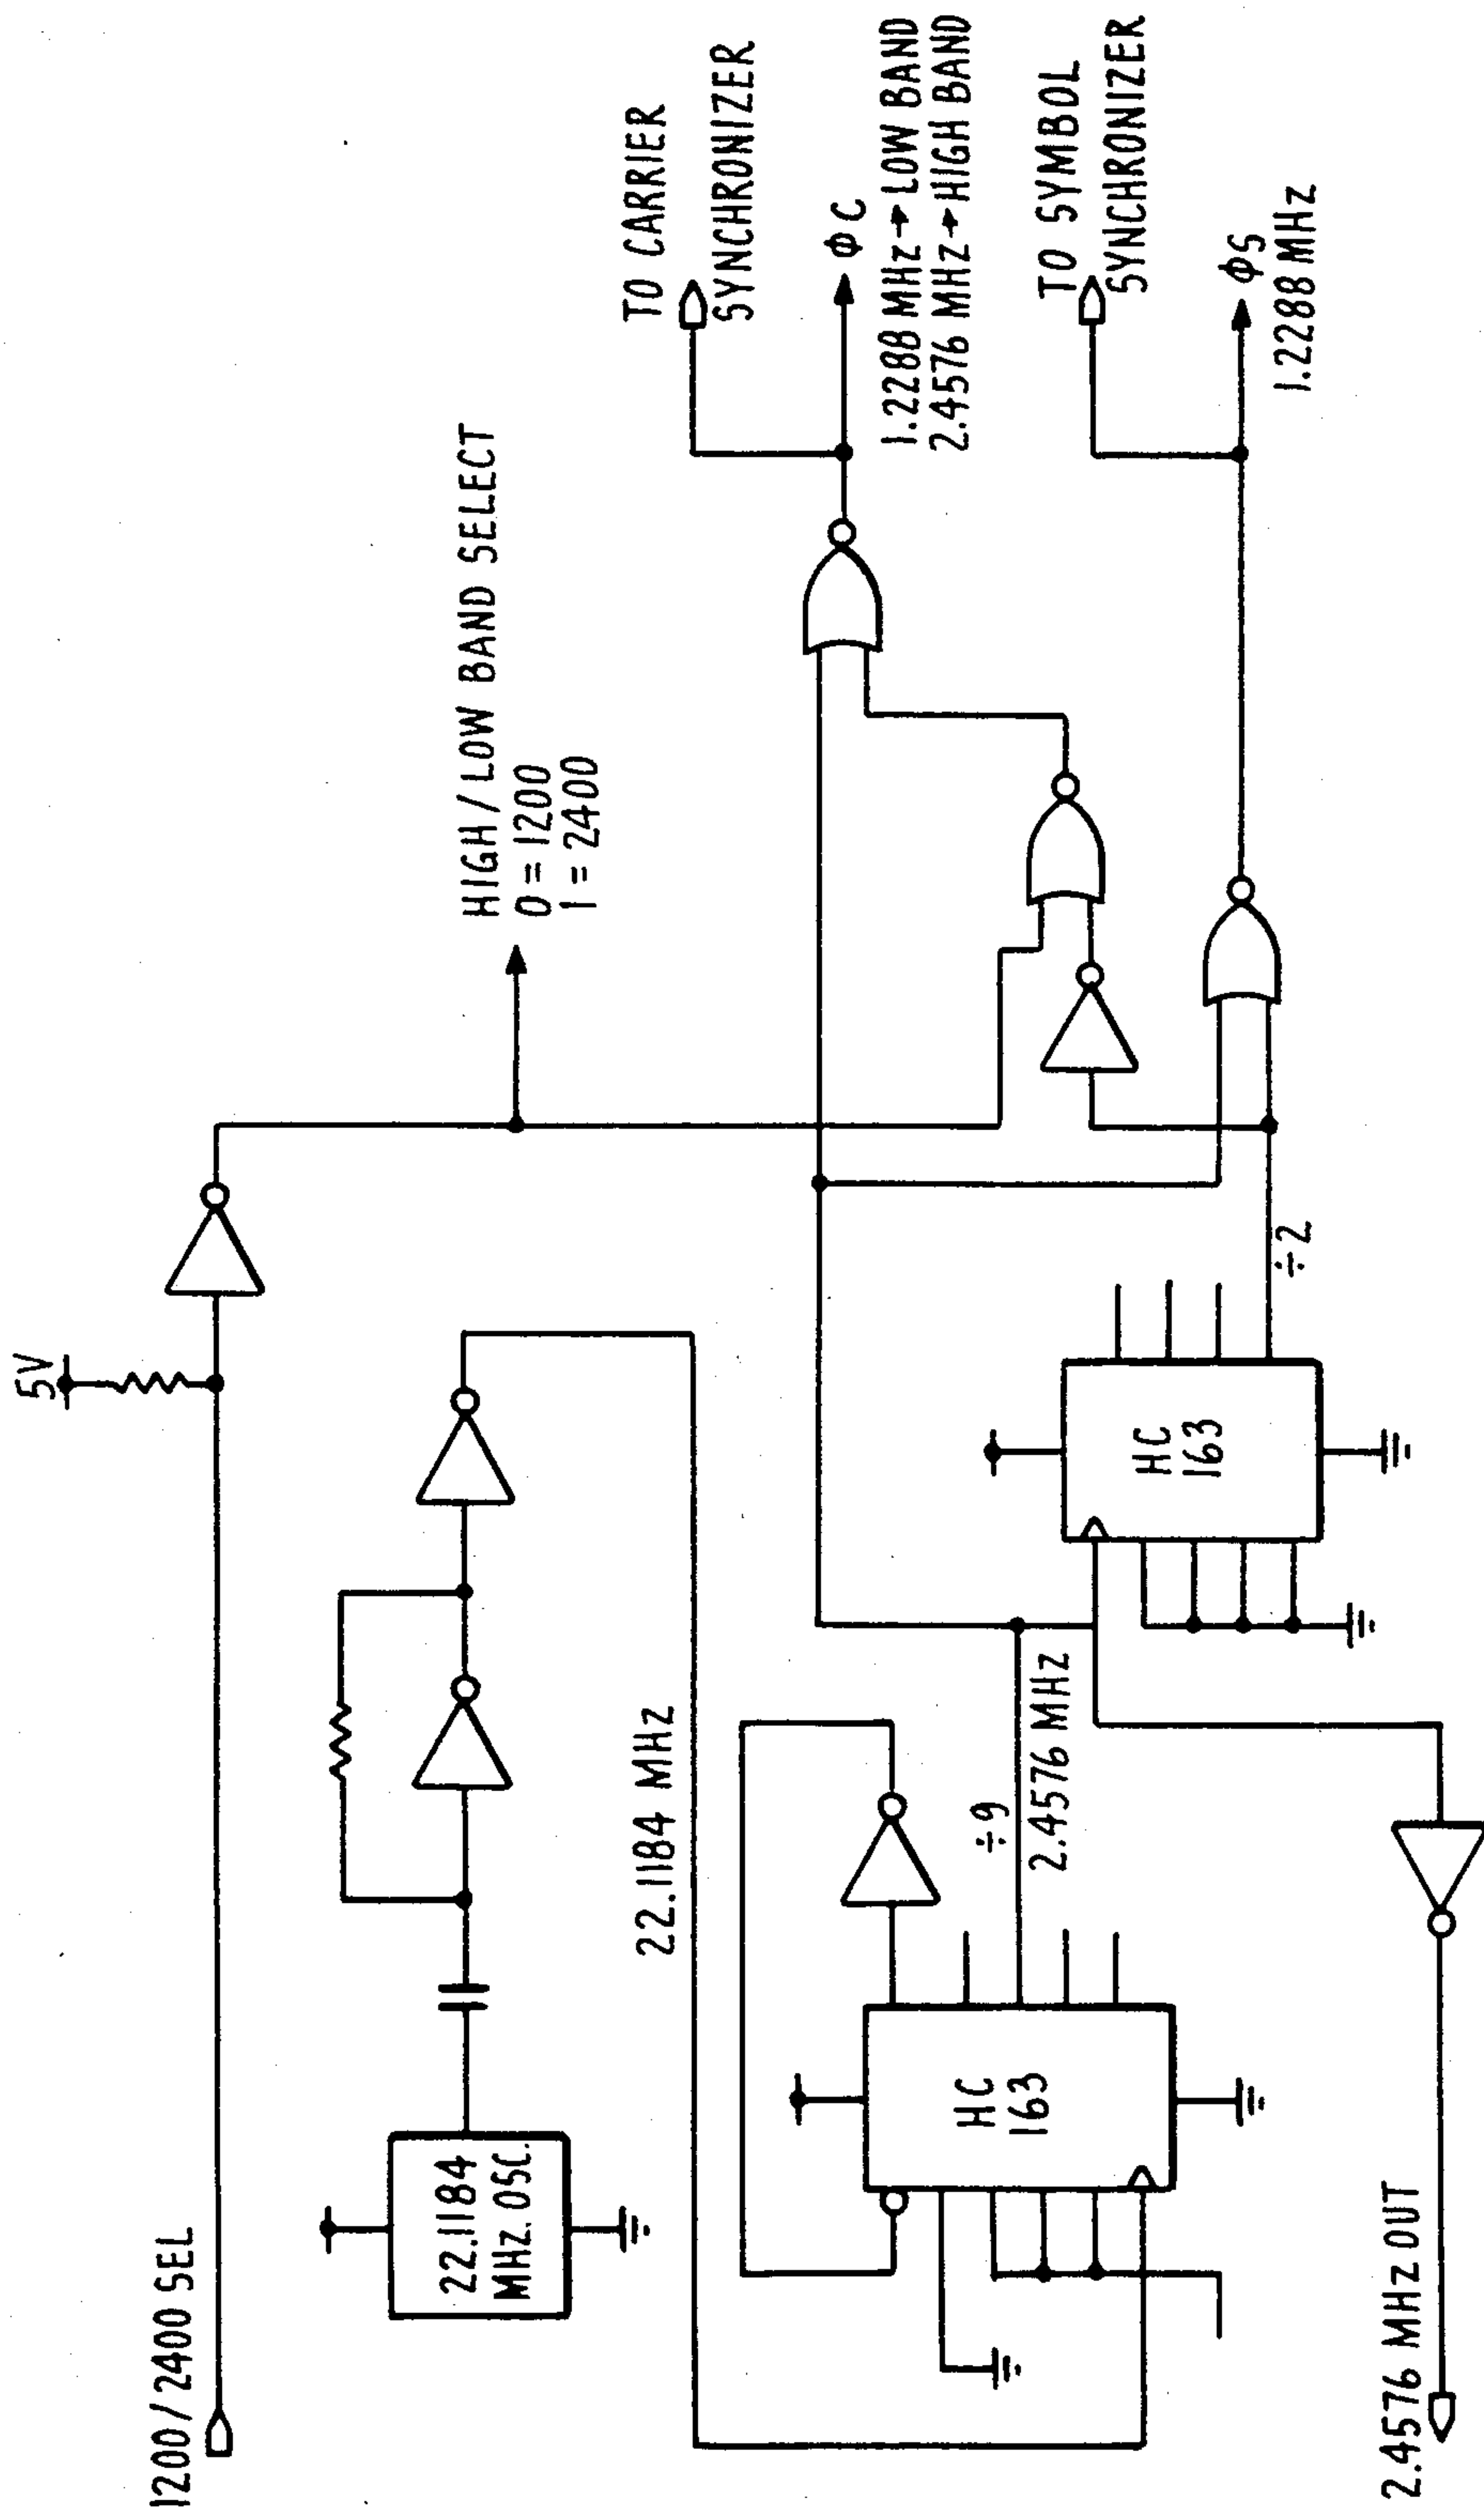 1200/2400 SEL
5V
HIGH/LOW BAND SELECT
0=1200
1=2400
22.1184
MHz. OSC.
22.1184 MHz
TO CARRIER
SYNCHRONIZER
φC
1.2288 MHz→LOW BAND
2.4576 MHz→HIGH BAND
HC
163
÷9
2.4576 MHz
HC
163
÷2
TO SYMBOL
SYNCHRONIZER
φS
1.2288 MHz
2.4576 MHz OUT